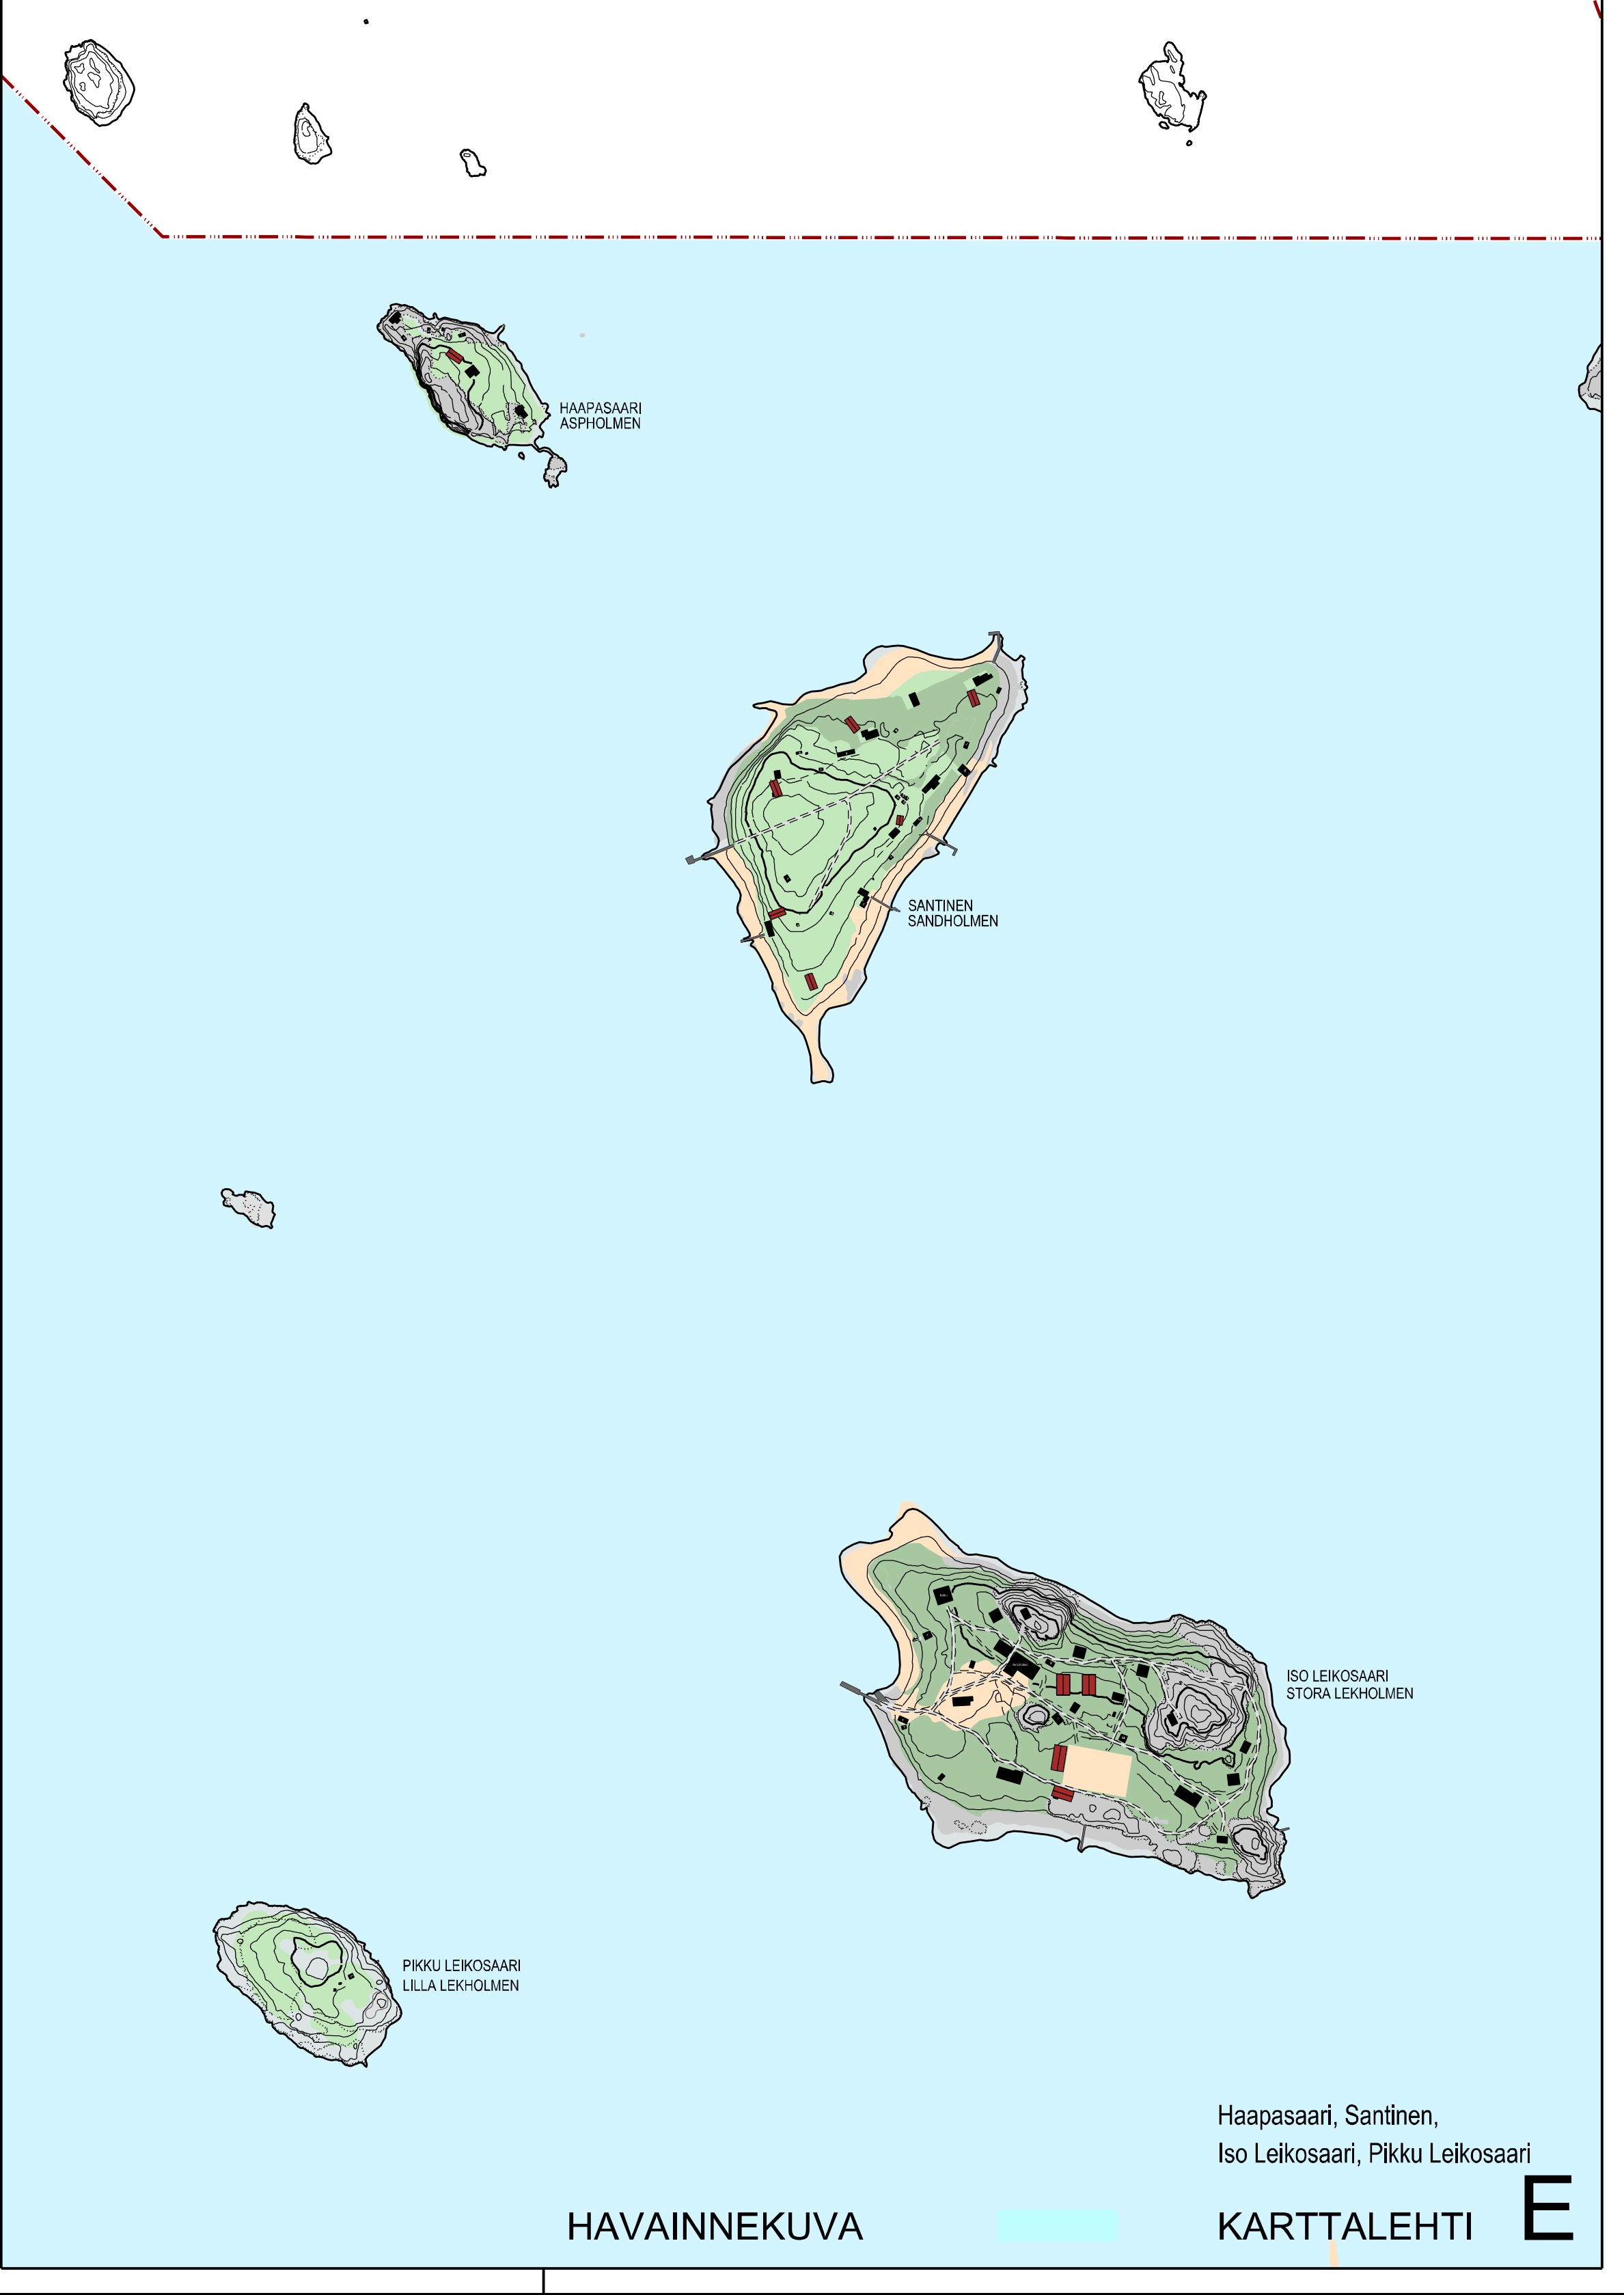 HAAPASAARI
ASPHOLMEN
SANTINEN
SANDHOLMEN
ISO LEIKOSAARI
STORA LEKHOLMEN
PIKKU LEIKOSAARI
LILLA LEKHOLMEN
Haapasaari, Santinen,
Iso Leikosaari, Pikku Leikosaari
HAVAINNEKUVA
KARTTALEHTI E